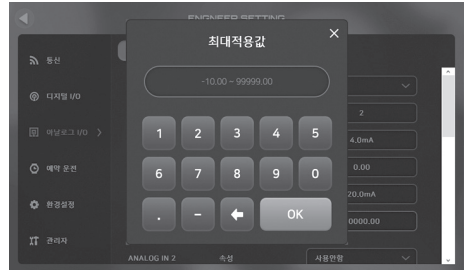 ENGNEER SETTING
최대적용값
×
-10.00 ~ 99999.00
1 2 3 4 5
6 7 8 9 0
. - OK
통신
디지털 I/O
아날로그 I/O >
예약 운전
환경설정
관리자
2
4.0mA
0.00
20.0mA
0000.00
ANALOG IN 2 속성 사용안함